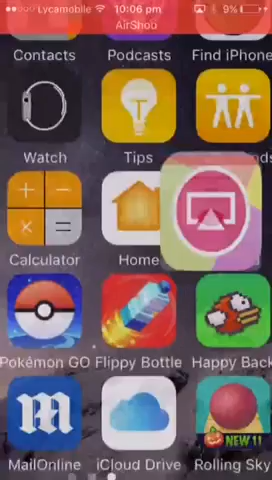 Lycamobile 10:06 pm 9%
AirShou
Contacts Podcasts Find iPhone
Watch Tips
Calculator Home
Pokémon GO Flippy Bottle Happy Back
NEW 11
MailOnline iCloud Drive Rolling Sky